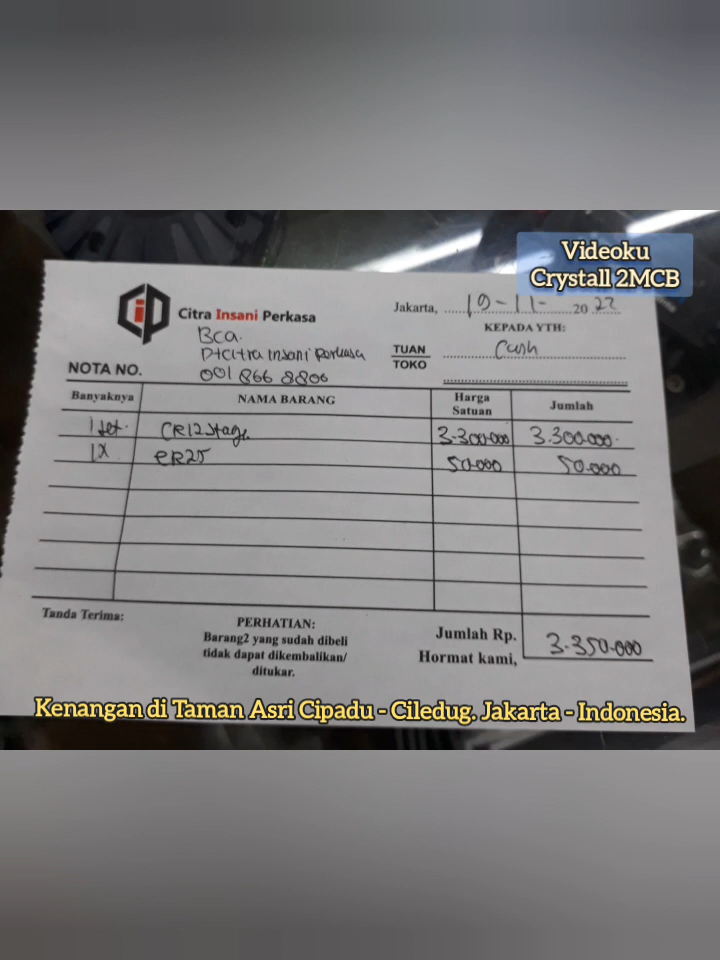 Videoku
Crystall 2MCB
Citra Insani Perkasa
Jakarta, 19-11- 2022
KEPADA YTH:
Bca.
Pt Citra Insani Perkasa
001 866 8806
TUAN
TOKO
Cash
NOTA NO.
Banyaknya NAMA BARANG Harga Satuan Jumlah
1 set. CR12 Stage 3.300.000 3.300.000.
1X 50.000 50.000
Tanda Terima:
PERHATIAN:
Barang2 yang sudah dibeli
tidak dapat dikembalikan/
ditukar.
Jumlah Rp. 3.350.000
Hormat kami,
Kenangan di Taman Asri Cipadu - Ciledug. Jakarta - Indonesia.